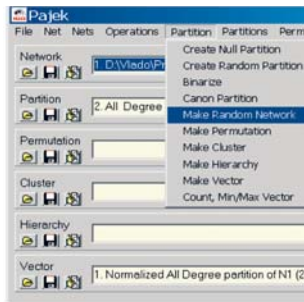 Pajek
File Net Nets Operations Partition Partitions Perm
Network
1. D:\Vlado\Pr
Partition
2. All Degree
Permutation
Cluster
Hierarchy
Vector
1. Normalized All Degree partition of N1 (2
Create Null Partition
Create Random Partition
Binarize
Canon Partition
Make Random Network
Make Permutation
Make Cluster
Make Hierarchy
Make Vector
Count, Min/Max Vector